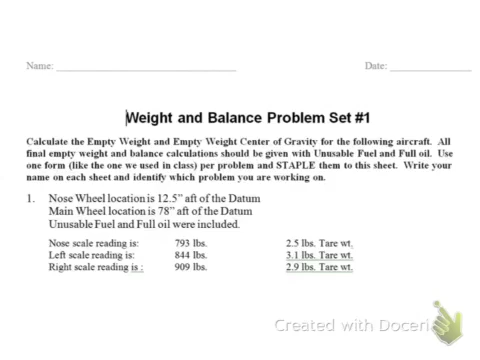 Name: ____________________ Date: ____________
Weight and Balance Problem Set #1
Calculate the Empty Weight and Empty Weight Center of Gravity for the following aircraft. All
final empty weight and balance calculations should be given with Unusable Fuel and Full oil. Use
one form (like the one we used in class) per problem and STAPLE them to this sheet. Write your
name on each sheet and identify which problem you are working on.
1. Nose Wheel location is 12.5" aft of the Datum
Main Wheel location is 78" aft of the Datum
Unusable Fuel and Full oil were included.
Nose scale reading is: 793 lbs. 2.5 lbs. Tare wt.
Left scale reading is: 844 lbs. 3.1 lbs. Tare wt.
Right scale reading is : 909 lbs. 2.9 lbs. Tare wt.
Created with Doceri